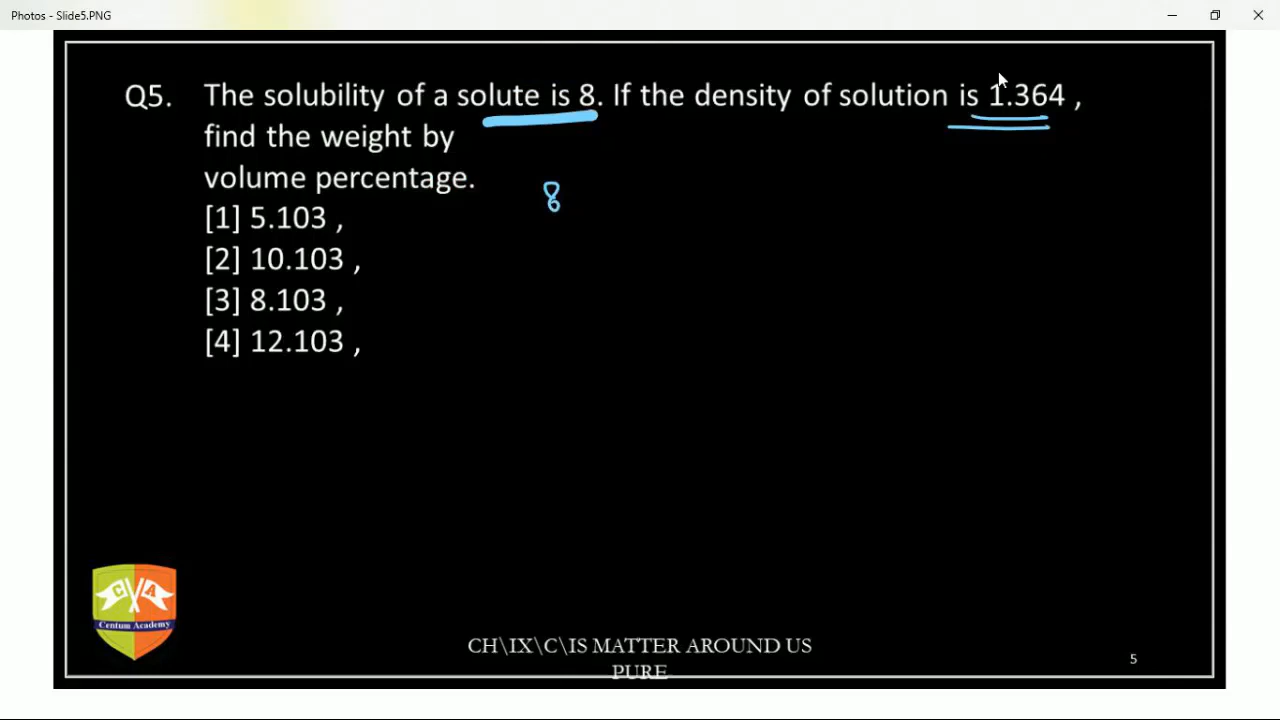 Photos - Slide5.PNG
Q5. The solubility of a solute is 8. If the density of solution is 1.364 ,
find the weight by
volume percentage.
8
[1] 5.103 ,
[2] 10.103 ,
[3] 8.103 ,
[4] 12.103 ,
C A
Centum Academy
CH\IX\C\IS MATTER AROUND US
PURE
5